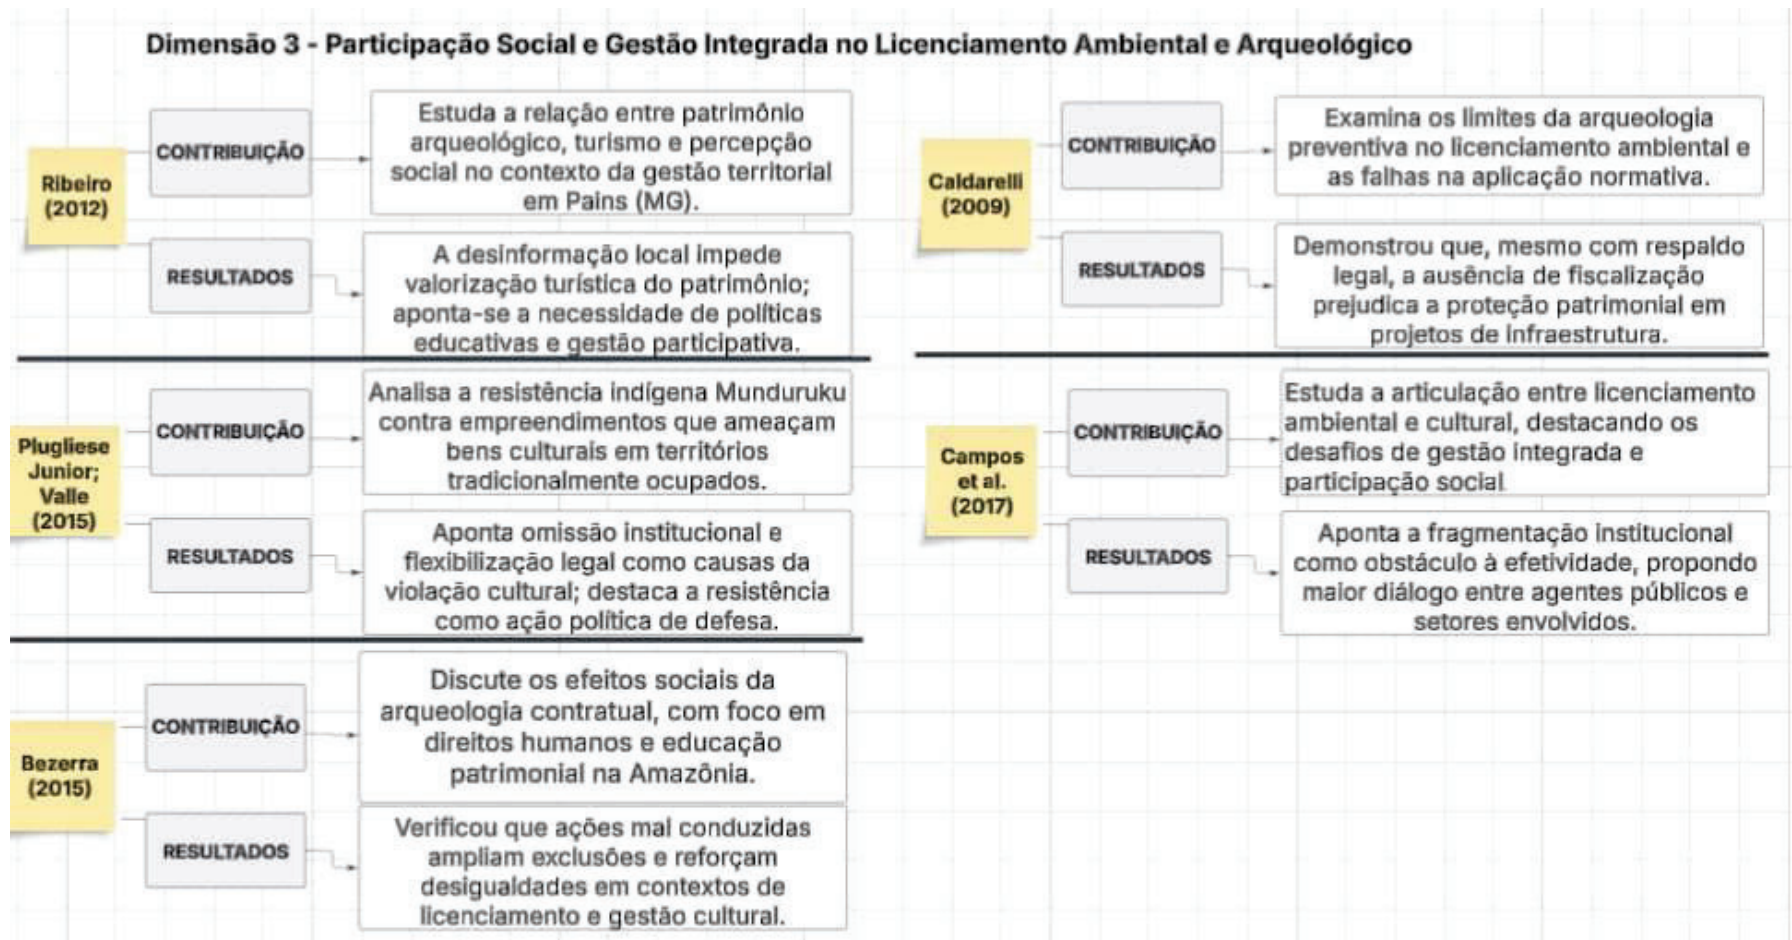 Dimensão 3 - Participação Social e Gestão Integrada no Licenciamento Ambiental e Arqueológico
Ribeiro
(2012)
CONTRIBUIÇÃO
Estuda a relação entre patrimônio
arqueológico, turismo e percepção
social no contexto da gestão territorial
em Pains (MG).
RESULTADOS
A desinformação local impede
valorização turística do patrimônio;
aponta-se a necessidade de políticas
educativas e gestão participativa.
Plugliese
Junior;
Valle
(2015)
CONTRIBUIÇÃO
Analisa a resistência indígena Munduruku
contra empreendimentos que ameaçam
bens culturais em territórios
tradicionalmente ocupados.
RESULTADOS
Aponta omissão institucional e
flexibilização legal como causas da
violação cultural; destaca a resistência
como ação política de defesa.
Bezerra
(2015)
CONTRIBUIÇÃO
Discute os efeitos sociais da
arqueologia contratual, com foco em
direitos humanos e educação
patrimonial na Amazônia.
RESULTADOS
Verificou que ações mal conduzidas
ampliam exclusões e reforçam
desigualdades em contextos de
licenciamento e gestão cultural.
Caldarelli
(2009)
CONTRIBUIÇÃO
Examina os limites da arqueologia
preventiva no licenciamento ambiental e
as falhas na aplicação normativa.
RESULTADOS
Demonstrou que, mesmo com respaldo
legal, a ausência de fiscalização
prejudica a proteção patrimonial em
projetos de infraestrutura.
Campos
et al.
(2017)
CONTRIBUIÇÃO
Estuda a articulação entre licenciamento
ambiental e cultural, destacando os
desafios de gestão integrada e
participação social
RESULTADOS
Aponta a fragmentação institucional
como obstáculo à efetividade, propondo
maior diálogo entre agentes públicos e
setores envolvidos.